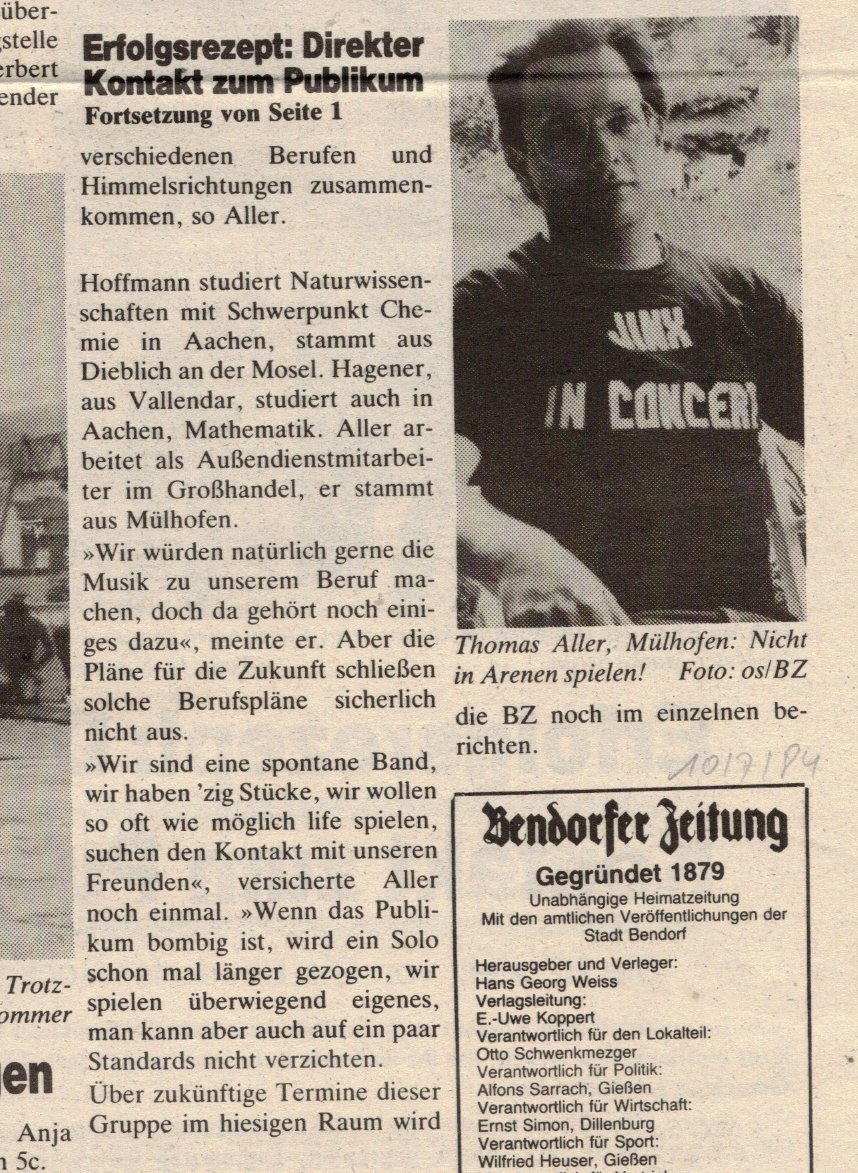 über-
stelle
erbert
ender
Trotz-
ommer
en
Anja
5c.
Erfolgsrezept: Direkter
Kontakt zum Publikum
Fortsetzung von Seite 1
verschiedenen Berufen und
Himmelsrichtungen zusammen-
kommen, so Aller.
Hoffmann studiert Naturwissen-
schaften mit Schwerpunkt Che-
mie in Aachen, stammt aus
Dieblich an der Mosel. Hagener,
aus Vallendar, studiert auch in
Aachen, Mathematik. Aller ar-
beitet als Außendienstmitarbei-
ter im Großhandel, er stammt
aus Mülhofen.
»Wir würden natürlich gerne die
Musik zu unserem Beruf ma-
chen, doch da gehört noch eini-
ges dazu«, meinte er. Aber die
Pläne für die Zukunft schließen
solche Berufspläne sicherlich
nicht aus.
»Wir sind eine spontane Band,
wir haben 'zig Stücke, wir wollen
so oft wie möglich life spielen,
suchen den Kontakt mit unseren
Freunden«, versicherte Aller
noch einmal. »Wenn das Publi-
kum bombig ist, wird ein Solo
schon mal länger gezogen, wir
spielen überwiegend eigenes,
man kann aber auch auf ein paar
Standards nicht verzichten.
Über zukünftige Termine dieser
Gruppe im hiesigen Raum wird
JINX
IN CONCERT
Thomas Aller, Mülhofen: Nicht
in Arenen spielen! Foto: os/BZ
die BZ noch im einzelnen be-
richten.
10/7/84
Bendorfer Zeitung
Gegründet 1879
Unabhängige Heimatzeitung
Mit den amtlichen Veröffentlichungen der
Stadt Bendorf
Herausgeber und Verleger:
Hans Georg Weiss
Verlagsleitung:
E.-Uwe Koppert
Verantwortlich für den Lokalteil:
Otto Schwenkmezger
Verantwortlich für Politik:
Alfons Sarrach, Gießen
Verantwortlich für Wirtschaft:
Ernst Simon, Dillenburg
Verantwortlich für Sport:
Wilfried Heuser, Gießen